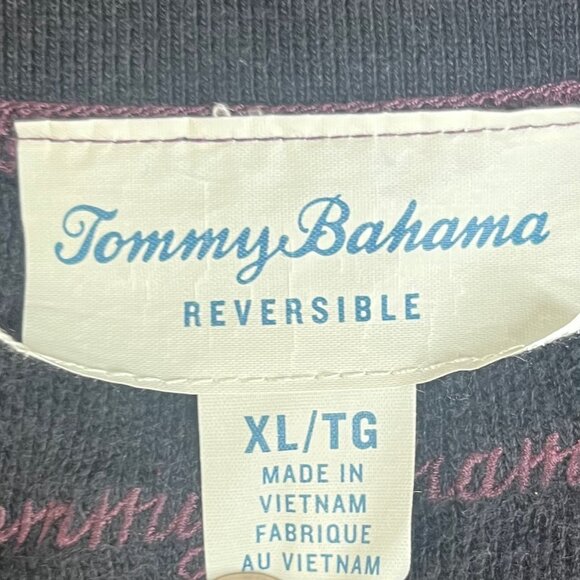 Tommy Bahama
REVERSIBLE
XL/TG
MADE IN
VIETNAM
FABRIQUE
AU VIETNAM